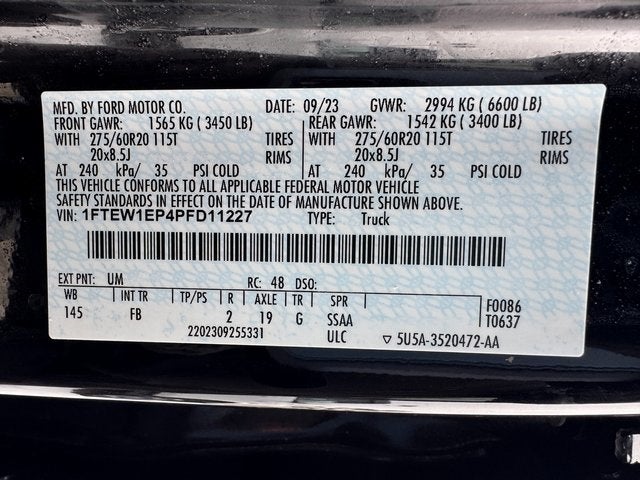 MFD. BY FORD MOTOR CO. DATE: 09/23 GVWR: 2994 KG ( 6600 LB)
FRONT GAWR: 1565 KG ( 3450 LB) REAR GAWR: 1542 KG ( 3400 LB)
WITH 275/60R20 115T TIRES WITH 275/60R20 115T TIRES
20x8.5J RIMS 20x8.5J RIMS
AT 240 kPa/ 35 PSI COLD AT 240 kPa/ 35 PSI COLD
THIS VEHICLE CONFORMS TO ALL APPLICABLE FEDERAL MOTOR VEHICLE
SAFETY STANDARDS IN EFFECT ON THE DATE OF MANUFACTURE SHOWN ABOVE.
VIN: 1FTEW1EP4PFD11227 TYPE: Truck
EXT PNT: UM RC: 48 DSO:
WB INT TR TP/PS R AXLE TR SPR F0086
145 FB 2 19 G SSAA T0637
2202309255331 ULC ▽ 5U5A-3520472-AA